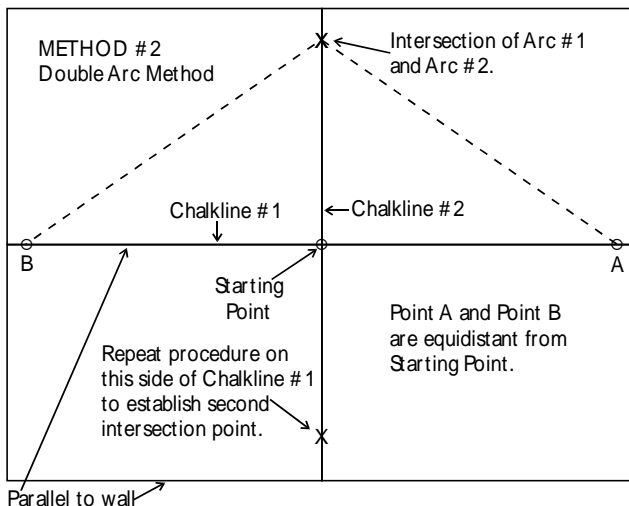 METHOD #2
Double Arc Method
X
Intersection of Arc #1
and Arc #2.
Chalkline #1
Chalkline #2
B
A
Starting
Point
Point A and Point B
are equidistant from
Starting Point.
Repeat procedure on
this side of Chalkline #1
to establish second
intersection point.
X
Parallel to wall